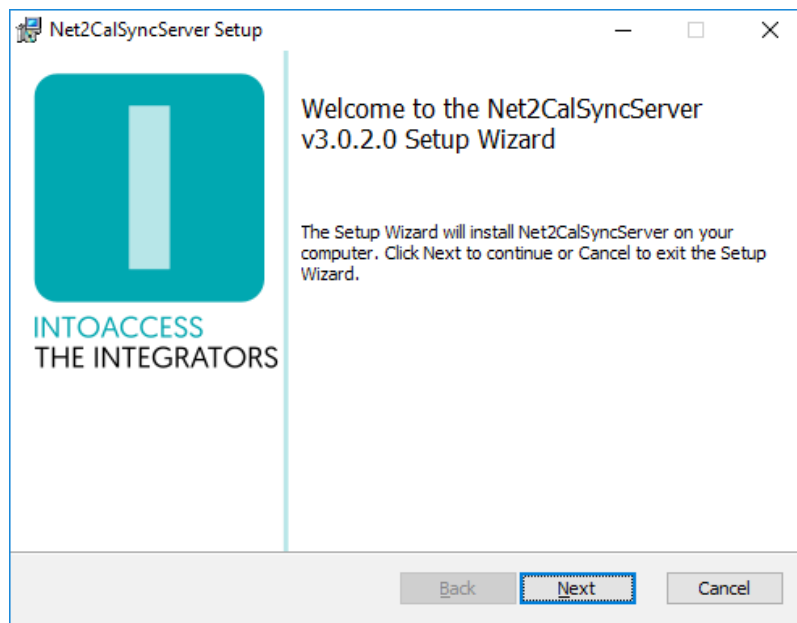 Net2CalSyncServer Setup
Welcome to the Net2CalSyncServer
v3.0.2.0 Setup Wizard
The Setup Wizard will install Net2CalSyncServer on your
computer. Click Next to continue or Cancel to exit the Setup
Wizard.
INTOACCESS
THE INTEGRATORS
Back Next Cancel